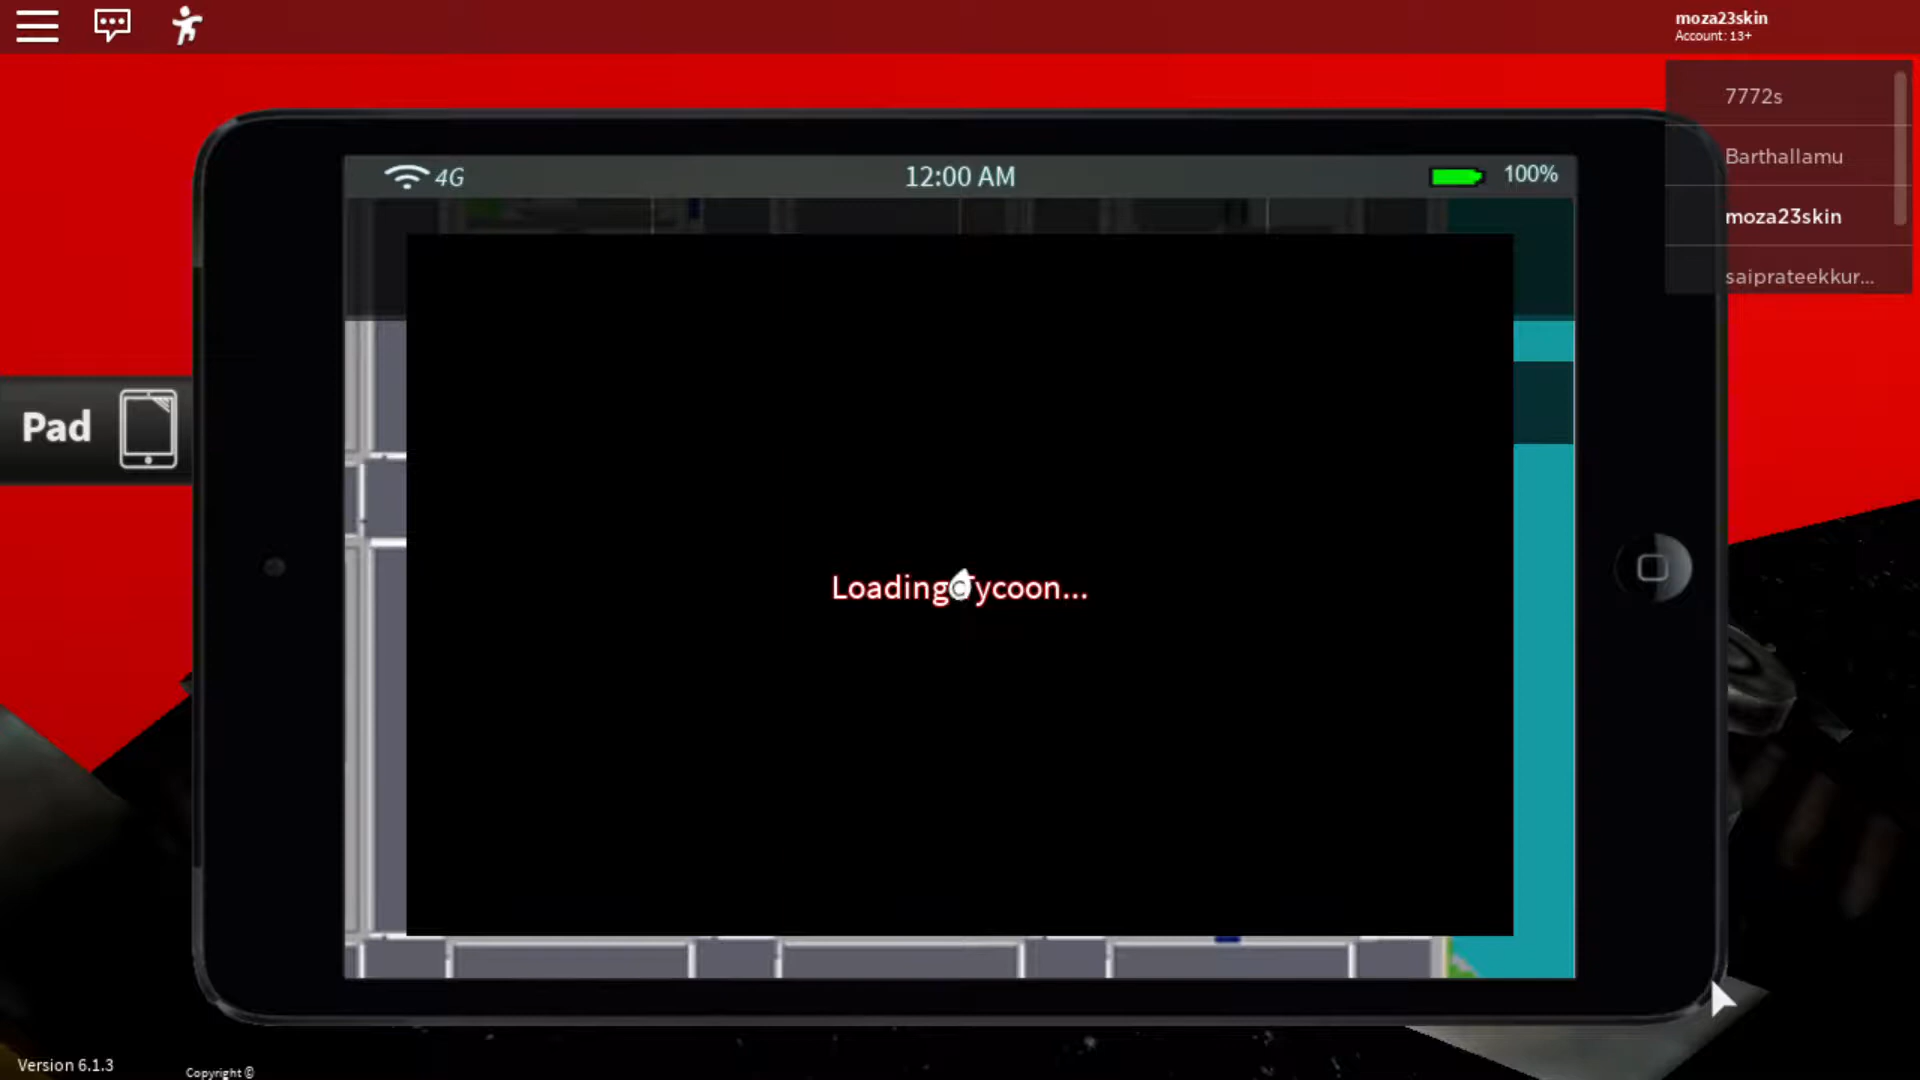 moza23skin
Account: 13+
7772s
Barthallamu
moza23skin
saiprateekkur...
4G
12:00 AM
100%
Pad
Loading Tycoon...
Version 6.1.3
Copyright ©